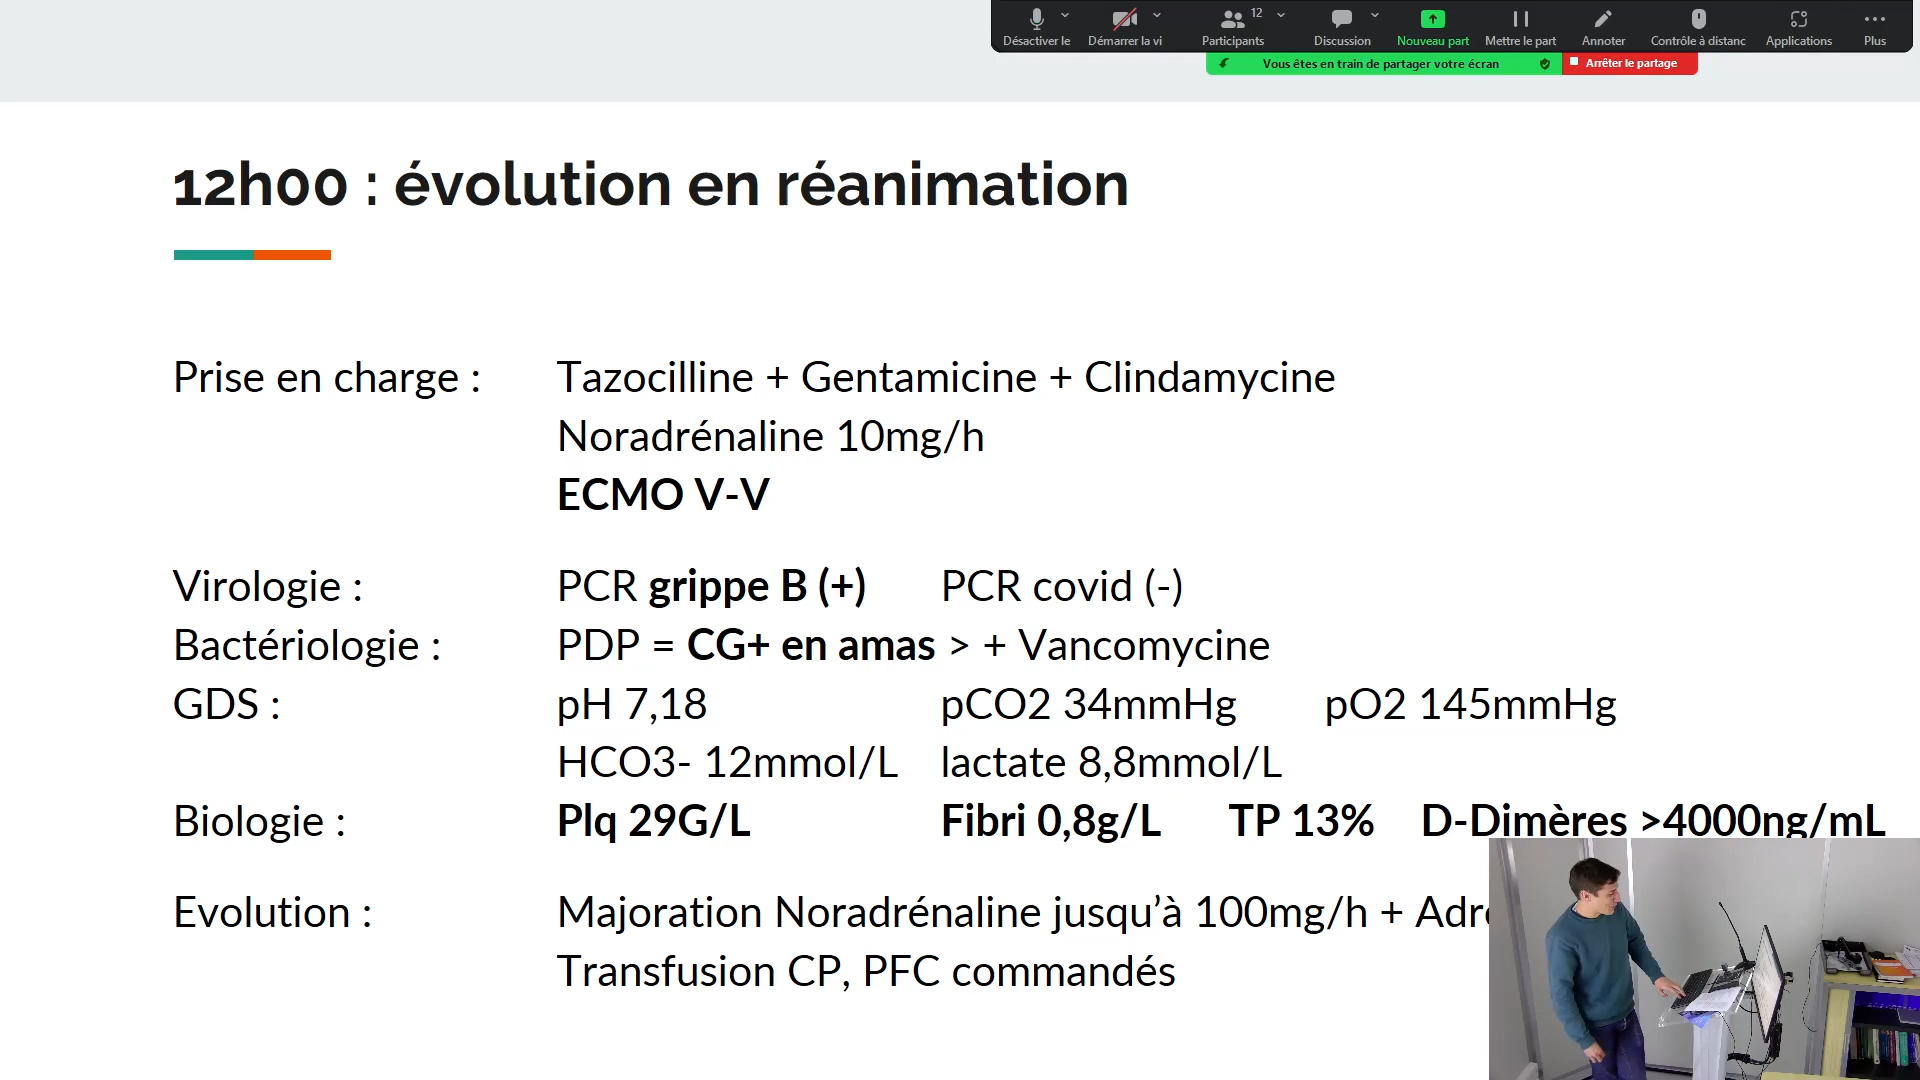 12
Désactiver le
Démarrer la vi
Participants
Discussion
Nouveau part
Mettre le part
Annoter
Contrôle à distanc
Applications
Plus
Vous êtes en train de partager votre écran
Arrêter le partage
12h00 : évolution en réanimation
Prise en charge : Tazocilline + Gentamicine + Clindamycine
Noradrénaline 10mg/h
ECMO V-V
Virologie : PCR grippe B (+) PCR covid (-)
Bactériologie : PDP = CG+ en amas > + Vancomycine
GDS : pH 7,18 pCO2 34mmHg pO2 145mmHg
HCO3- 12mmol/L lactate 8,8mmol/L
Biologie : Plq 29G/L Fibri 0,8g/L TP 13% D-Dimères >4000ng/mL
Evolution : Majoration Noradrénaline jusqu’à 100mg/h +
Transfusion CP, PFC commandés